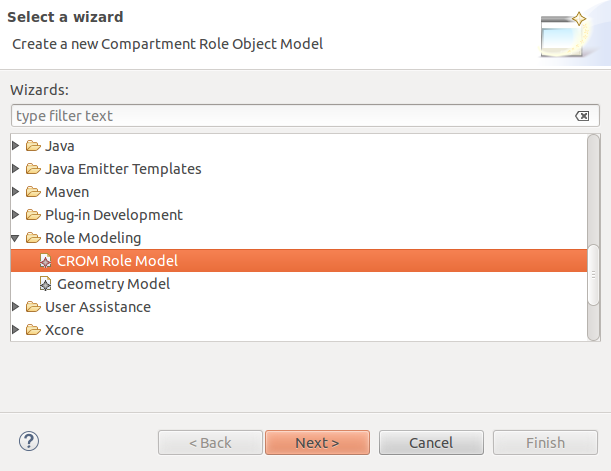 Select a wizard
Create a new Compartment Role Object Model
Wizards:
type filter text
Java
Java Emitter Templates
Maven
Plug-in Development
Role Modeling
CROM Role Model
Geometry Model
User Assistance
Xcore
?
< Back
Next >
Cancel
Finish